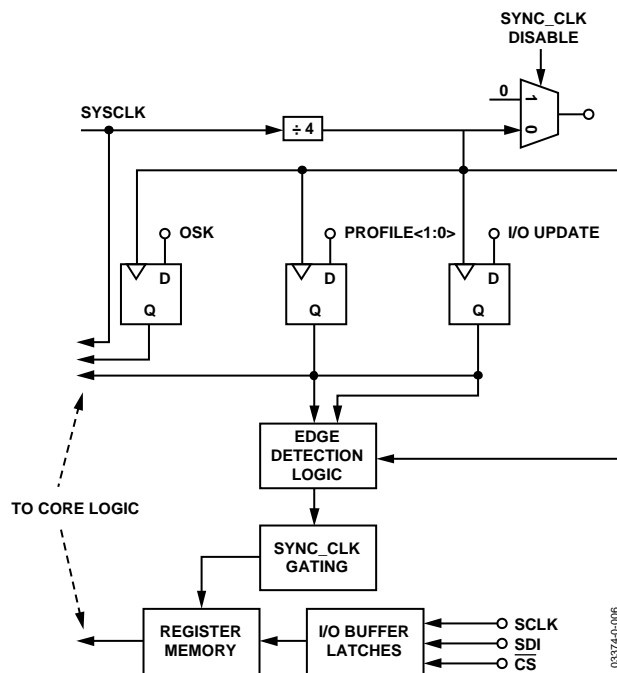 SYNC_CLK
DISABLE
0
1
0
SYSCLK
÷ 4
OSK
PROFILE<1:0>
I/O UPDATE
D
D
D
Q
Q
Q
EDGE
DETECTION
LOGIC
TO CORE LOGIC
SYNC_CLK
GATING
REGISTER
MEMORY
I/O BUFFER
LATCHES
SCLK
SDI
CS
03374-0-006